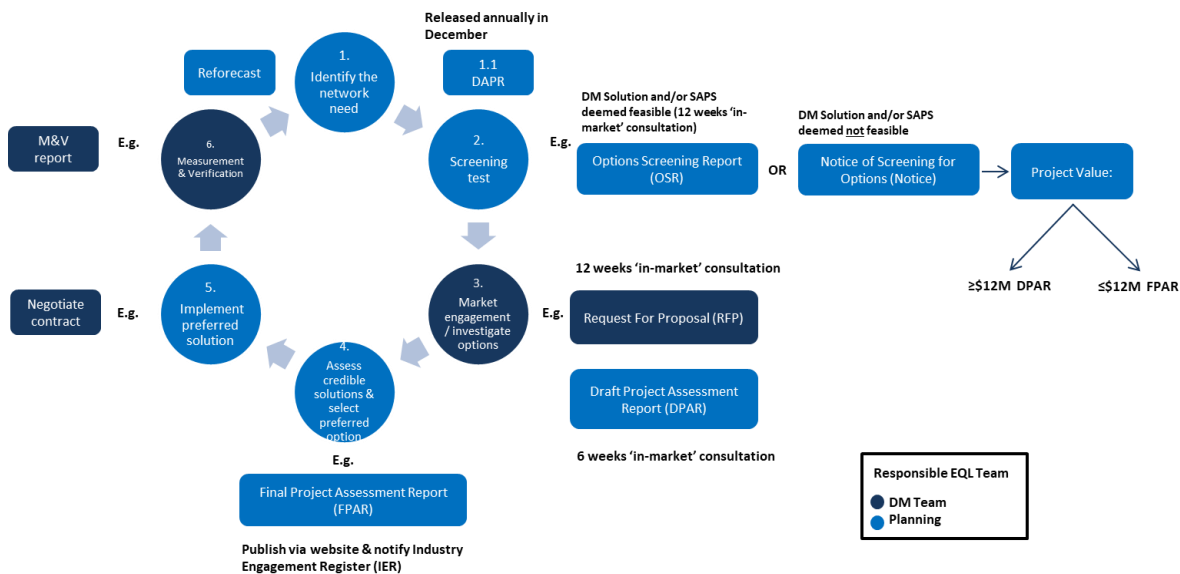 Released annually in
December
Reforecast
1.
Identify the
network
need
1.1
DAPR
DM Solution and/or SAPS
deemed feasible (12 weeks ‘in-
market’ consultation)
DM Solution and/or SAPS
deemed not feasible
M&V
report
E.g.
6.
Measurement
& Verification
2.
Screening
test
E.g.
Options Screening Report
(OSR)
OR
Notice of Screening for
Options (Notice)
Project Value:
≥$12M DPAR
≤$12M FPAR
12 weeks ‘in-market’ consultation
Negotiate
contract
E.g.
5.
Implement
preferred
solution
3.
Market
engagement
/ investigate
options
E.g.
Request For Proposal (RFP)
4.
Assess
credible
solutions &
select
preferred
option
Draft Project Assessment
Report (DPAR)
6 weeks ‘in-market’ consultation
E.g.
Final Project Assessment Report
(FPAR)
Publish via website & notify Industry
Engagement Register (IER)
Responsible EQL Team
DM Team
Planning